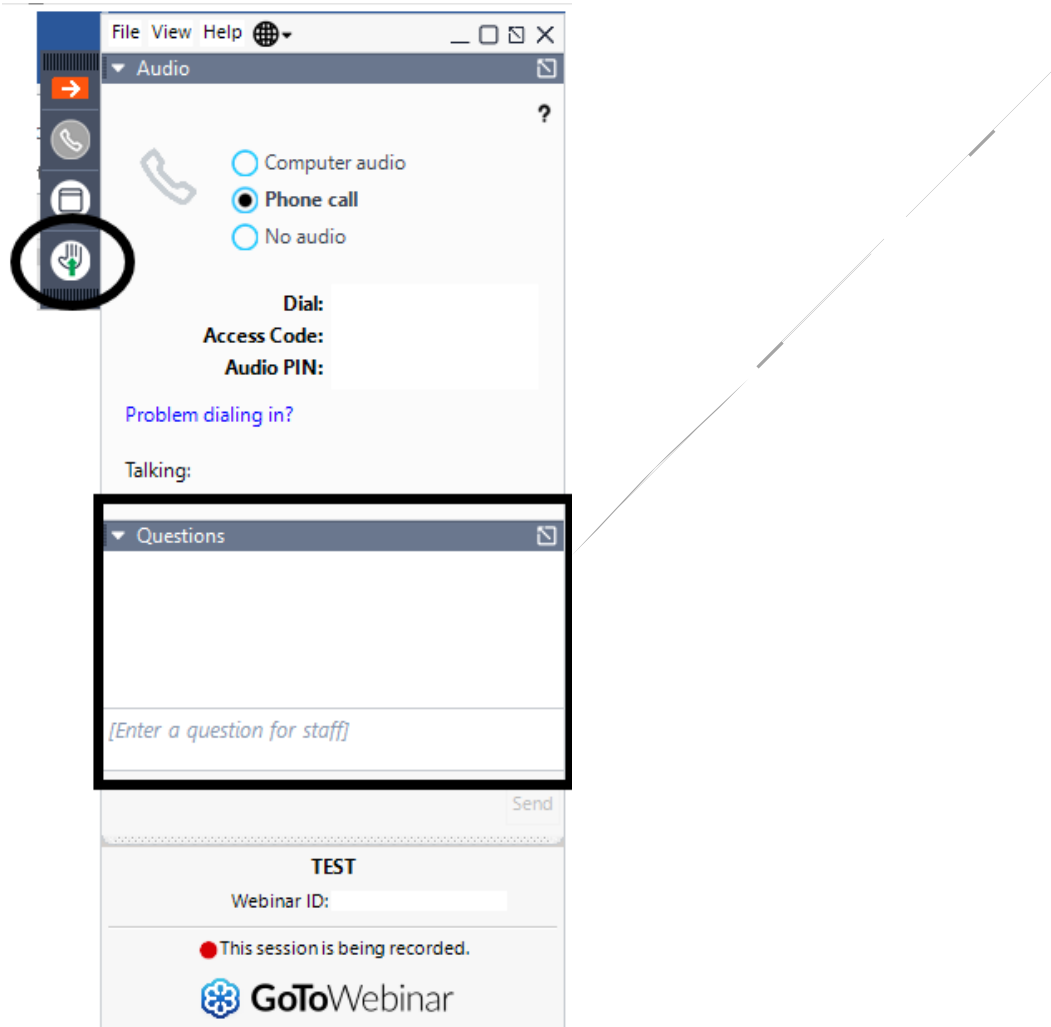 File View Help
Audio
?
Computer audio
Phone call
No audio
Dial:
Access Code:
Audio PIN:
Problem dialing in?
Talking:
Questions
[Enter a question for staff]
Send
TEST
Webinar ID:
This session is being recorded.
GoToWebinar